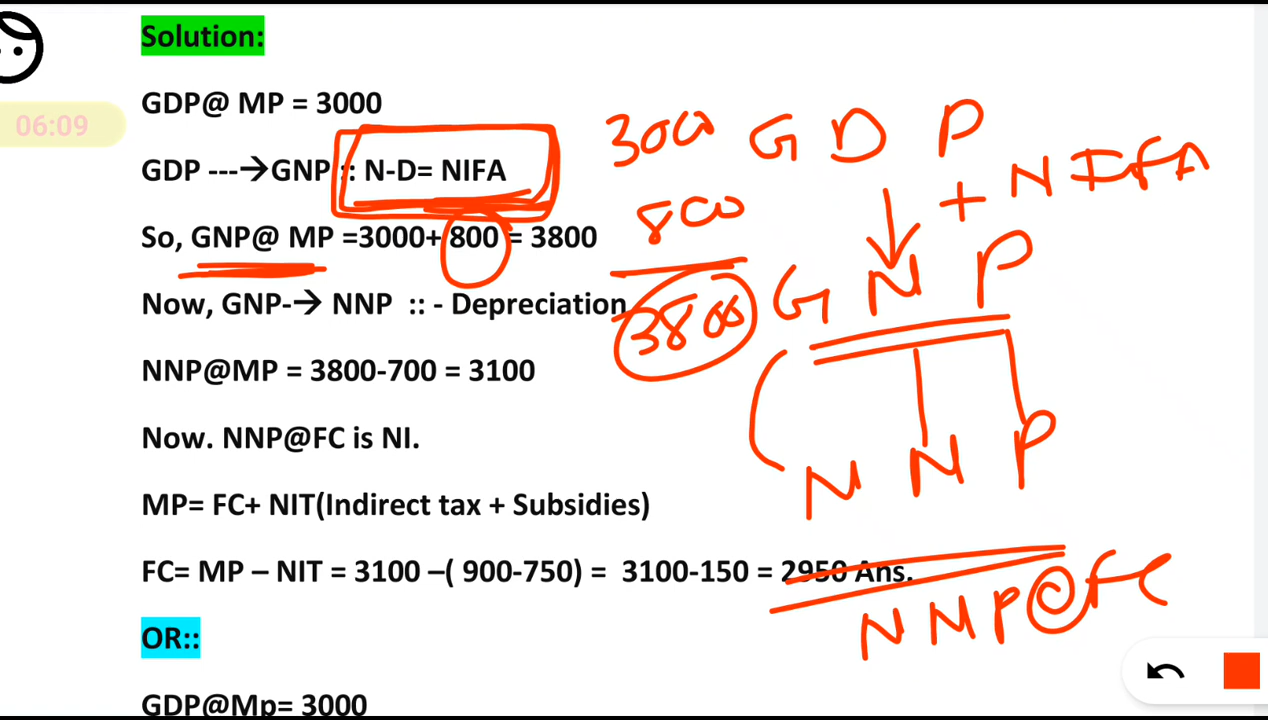 Solution:
06:09
GDP@ MP = 3000
GDP ---→GNP :: N-D= NIFA
So, GNP@ MP =3000+ 800 = 3800
Now, GNP-→ NNP :: - Depreciation
NNP@MP = 3800-700 = 3100
Now. NNP@FC is NI.
MP= FC+ NIT(Indirect tax + Subsidies)
FC= MP – NIT = 3100 –( 900-750) = 3100-150 = 2950 Ans.
OR::
GDP@Mp= 3000
3000 GDP
+ NIFA
800
3800 GNP
NNP
NNP@FC